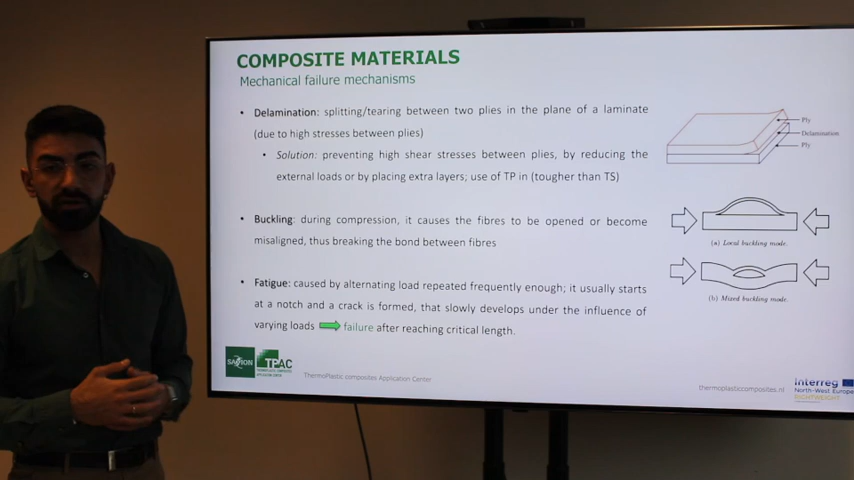 COMPOSITE MATERIALS
Mechanical failure mechanisms
• Delamination: splitting/tearing between two plies in the plane of a laminate
(due to high stresses between plies)
• Solution: preventing high shear stresses between plies, by reducing the
external loads or by placing extra layers; use of TP in (tougher than TS)
Ply
Delamination
Ply
• Buckling: during compression, it causes the fibres to be opened or become
misaligned, thus breaking the bond between fibres
(a) Local buckling mode.
(b) Mixed buckling mode.
• Fatigue: caused by alternating load repeated frequently enough; it usually starts
at a notch and a crack is formed, that slowly develops under the influence of
varying loads failure after reaching critical length.
SAXION
TPAC
ThermoPlastic composites Application Center
thermoplasticcomposites.nl
Interreg
North-West Europe
RIGHTWEIGHT